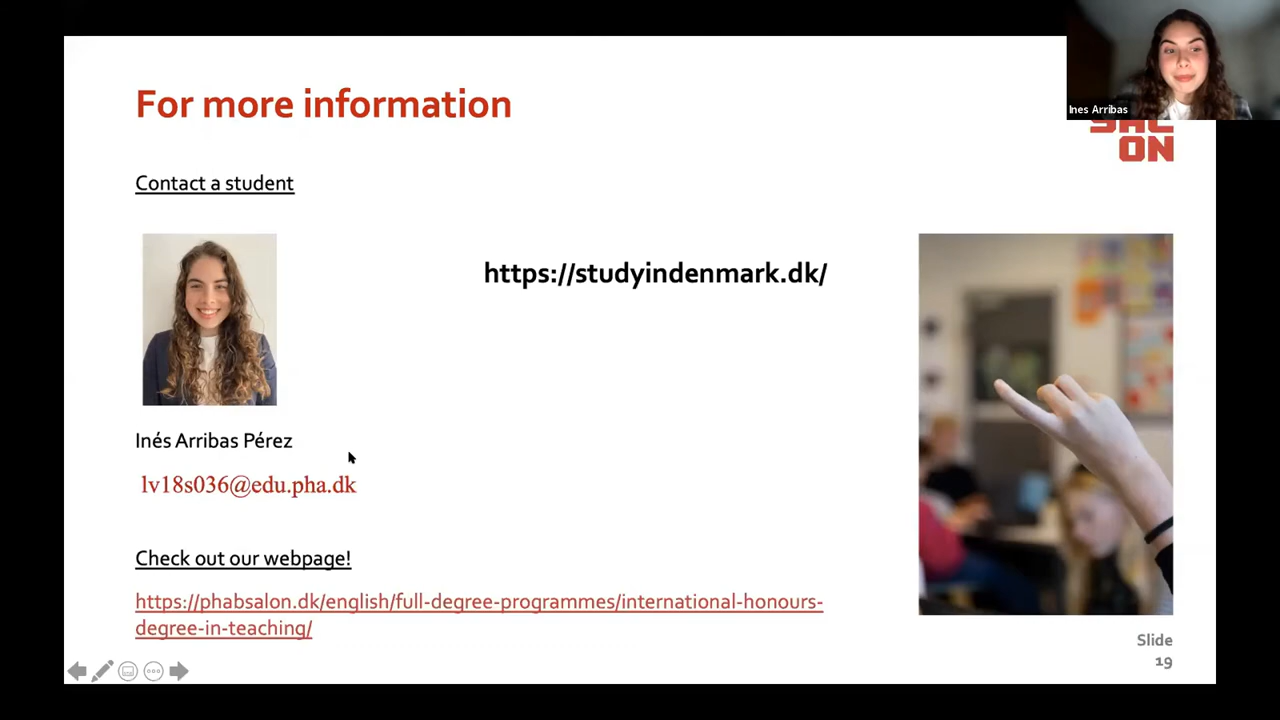 For more information
Ines Arribas
ON
Contact a student
https://studyindenmark.dk/
Inés Arribas Pérez
lv18s036@edu.pha.dk
Check out our webpage!
https://phabsalon.dk/english/full-degree-programmes/international-honours-
degree-in-teaching/
Slide
19